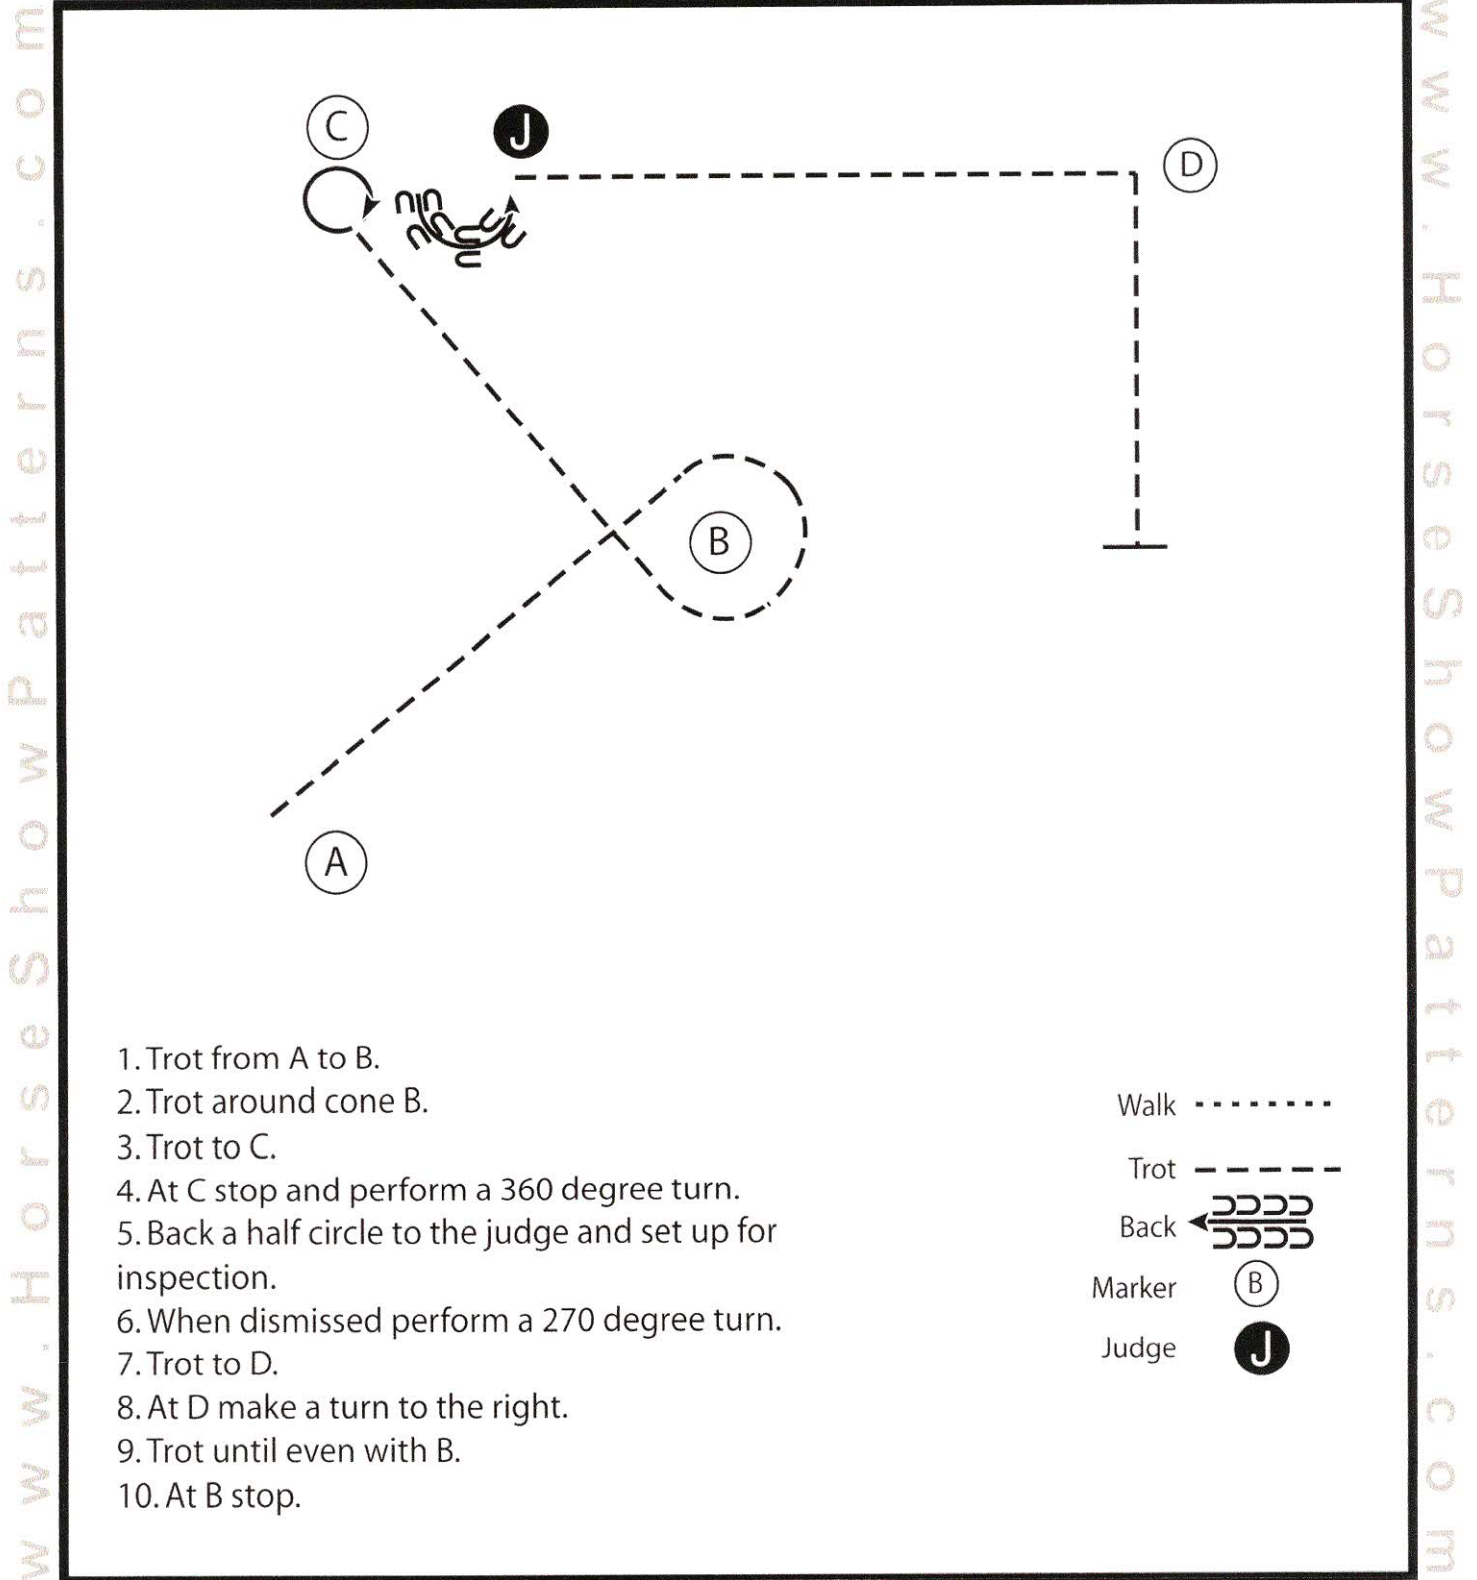 www.HorseShowPatterns.com
C
J
D
B
A
1. Trot from A to B.
2. Trot around cone B.
3. Trot to C.
4. At C stop and perform a 360 degree turn.
5. Back a half circle to the judge and set up for
inspection.
6. When dismissed perform a 270 degree turn.
7. Trot to D.
8. At D make a turn to the right.
9. Trot until even with B.
10. At B stop.
Walk
Trot
Back
Marker B
Judge J
www.HorseShowPatterns.com